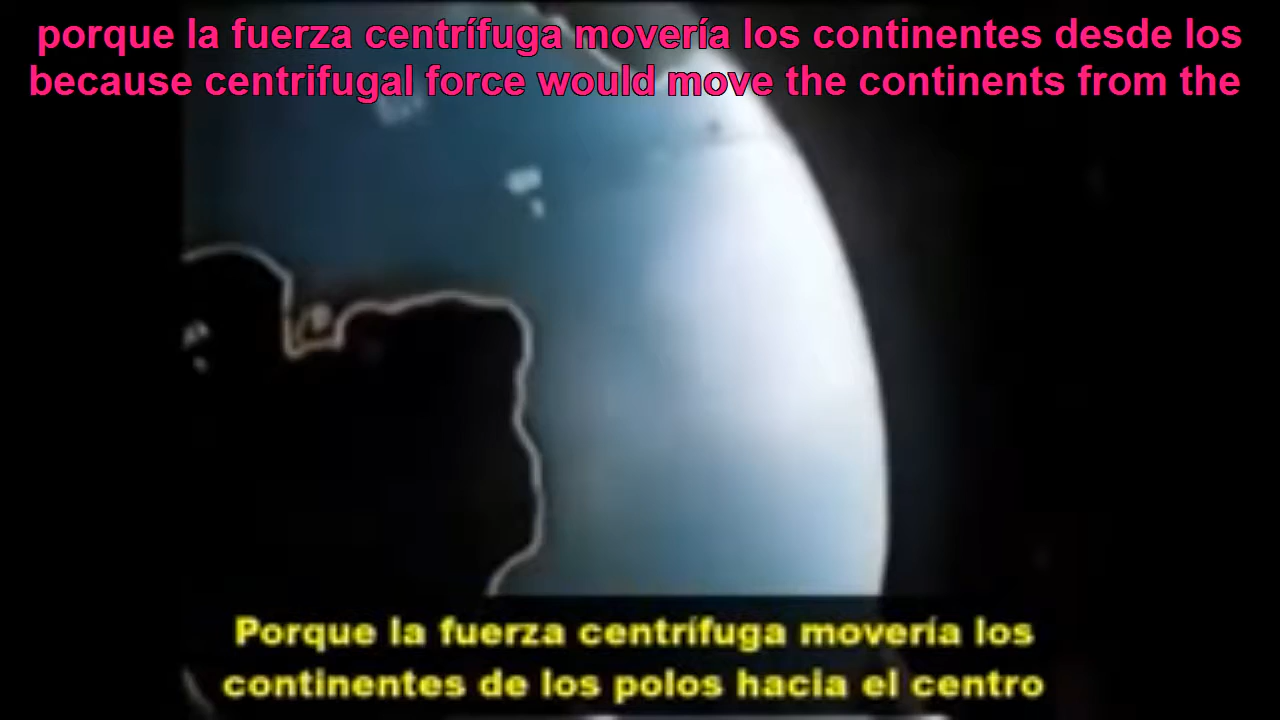 porque la fuerza centrífuga movería los continentes desde los
because centrifugal force would move the continents from the
Porque la fuerza centrífuga movería los
continentes de los polos hacia el centro